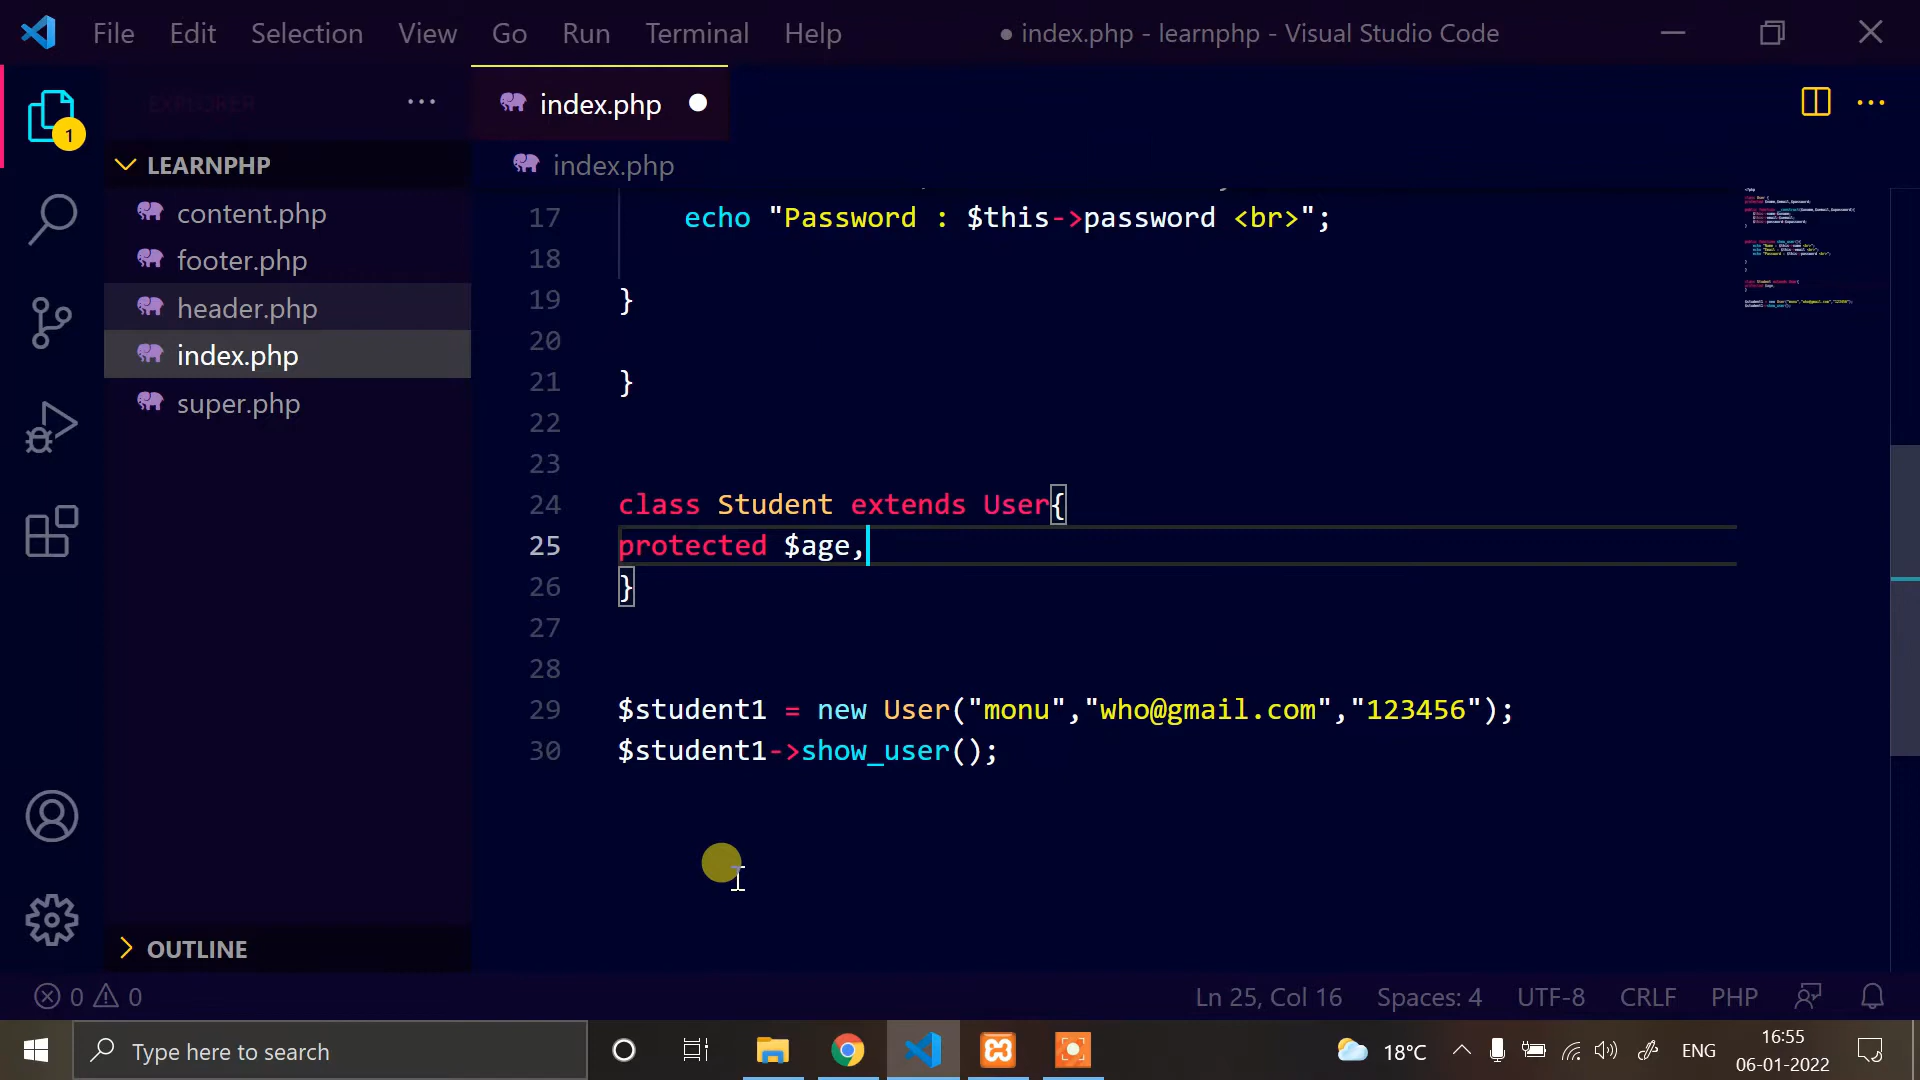 File Edit Selection View Go Run Terminal Help ● index.php - learnphp - Visual Studio Code
EXPLORER
index.php
1
LEARNPHP
index.php
content.php
footer.php
header.php
index.php
super.php
17 echo "Password : $this->password <br>";
18
19 }
20
21 }
22
23
24 class Student extends User{
25 protected $age,
26 }
27
28
29 $student1 = new User("monu","who@gmail.com","123456");
30 $student1->show_user();
OUTLINE
0 0 Ln 25, Col 16 Spaces: 4 UTF-8 CRLF PHP
Type here to search 18°C ENG 16:55
06-01-2022